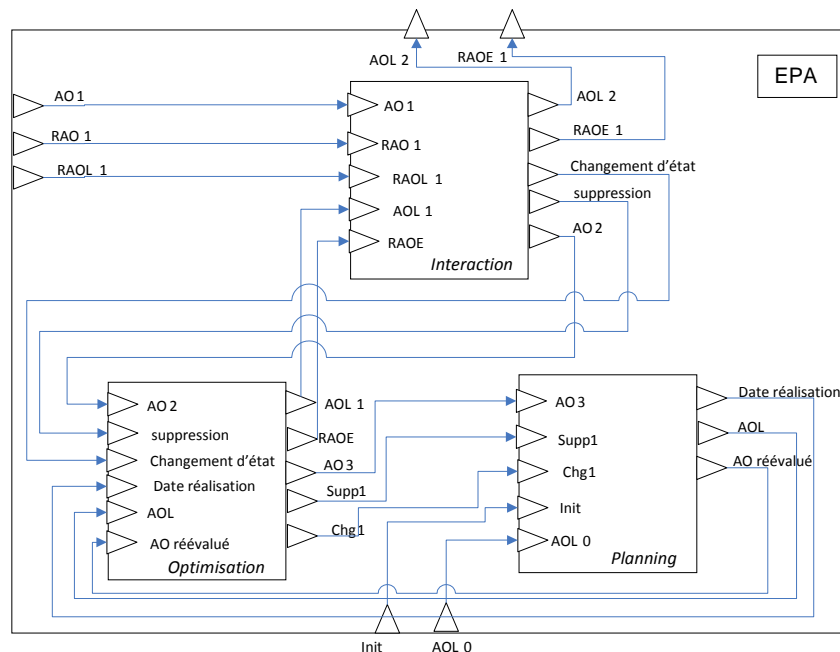 AOL 2
RAOE 1
EPA
AO 1
RAO 1
RAOL 1
AO 1
RAO 1
RAOL 1
AOL 1
RAOE
Interaction
AOL 2
RAOE 1
Changement d'état
suppression
AO 2
AO 2
suppression
Changement d'état
Date réalisation
AOL
AO réévalué
Optimisation
AOL 1
RAOE
AO 3
Supp1
Chg1
AO 3
Supp1
Chg1
Init
AOL 0
Planning
Date réalisation
AOL
AO réévalué
Init
AOL 0